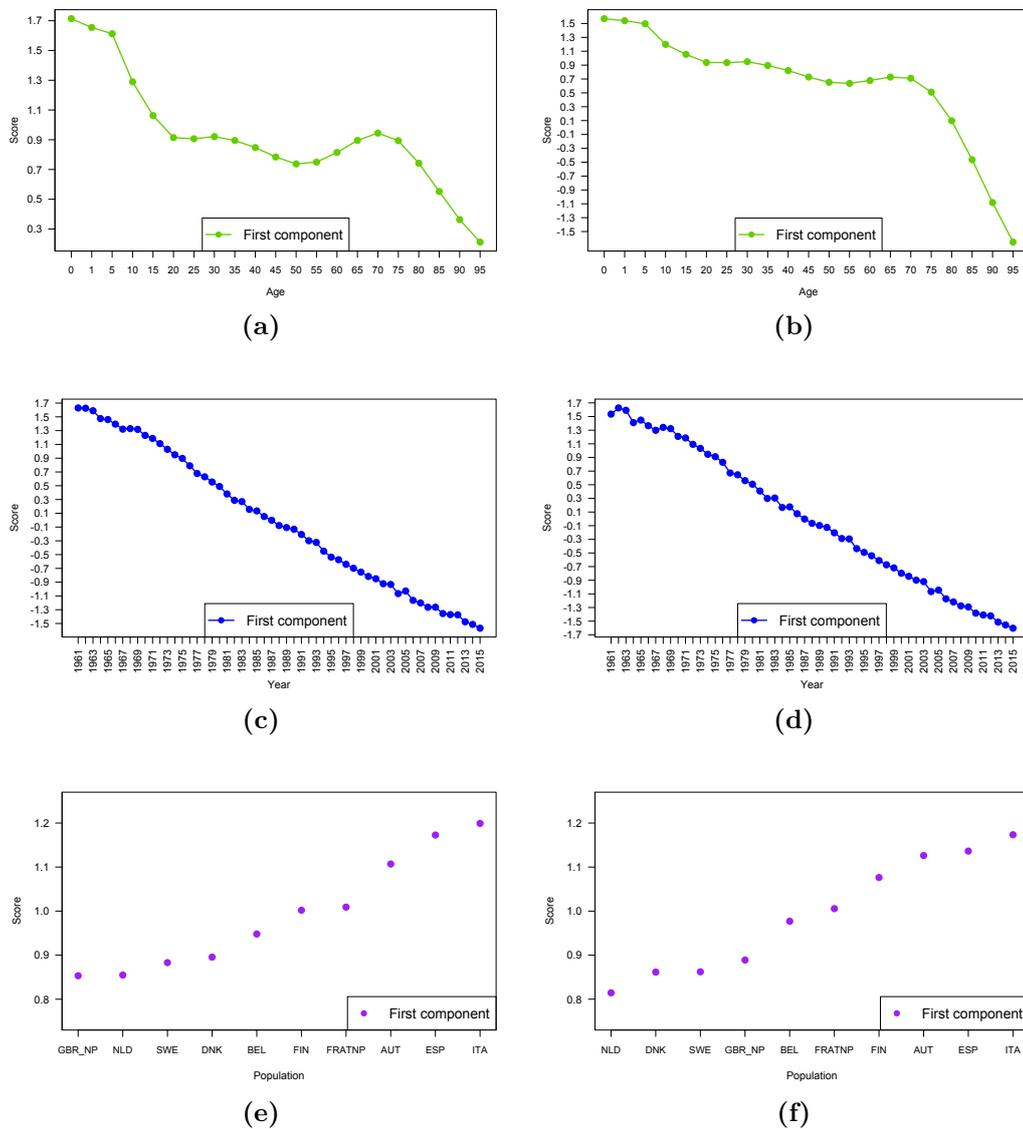 1.7
1.5
1.3
1.1
0.9
0.7
0.5
0.3
Score
First component
0 1 5 10 15 20 25 30 35 40 45 50 55 60 65 70 75 80 85 90 95
Age
(a)
1.5
1.3
1.1
0.9
0.7
0.5
0.3
0.1
-0.1
-0.3
-0.5
-0.7
-0.9
-1.1
-1.3
-1.5
Score
First component
0 1 5 10 15 20 25 30 35 40 45 50 55 60 65 70 75 80 85 90 95
Age
(b)
1.7
1.5
1.3
1.1
0.9
0.7
0.5
0.3
0.1
-0.1
-0.3
-0.5
-0.7
-0.9
-1.1
-1.3
-1.5
Score
First component
1961 1963 1965 1967 1969 1971 1973 1975 1977 1979 1981 1983 1985 1987 1989 1991 1993 1995 1997 1999 2001 2003 2005 2007 2009 2011 2013 2015
Year
(c)
1.7
1.5
1.3
1.1
0.9
0.7
0.5
0.3
0.1
-0.1
-0.3
-0.5
-0.7
-0.9
-1.1
-1.3
-1.5
-1.7
Score
First component
1961 1963 1965 1967 1969 1971 1973 1975 1977 1979 1981 1983 1985 1987 1989 1991 1993 1995 1997 1999 2001 2003 2005 2007 2009 2011 2013 2015
Year
(d)
1.2
1.1
1.0
0.9
0.8
Score
First component
GBR_NP NLD SWE DNK BEL FIN FRATNP AUT ESP ITA
Population
(e)
1.2
1.1
1.0
0.9
0.8
Score
First component
NLD DNK SWE GBR_NP BEL FRATNP FIN AUT ESP ITA
Population
(f)